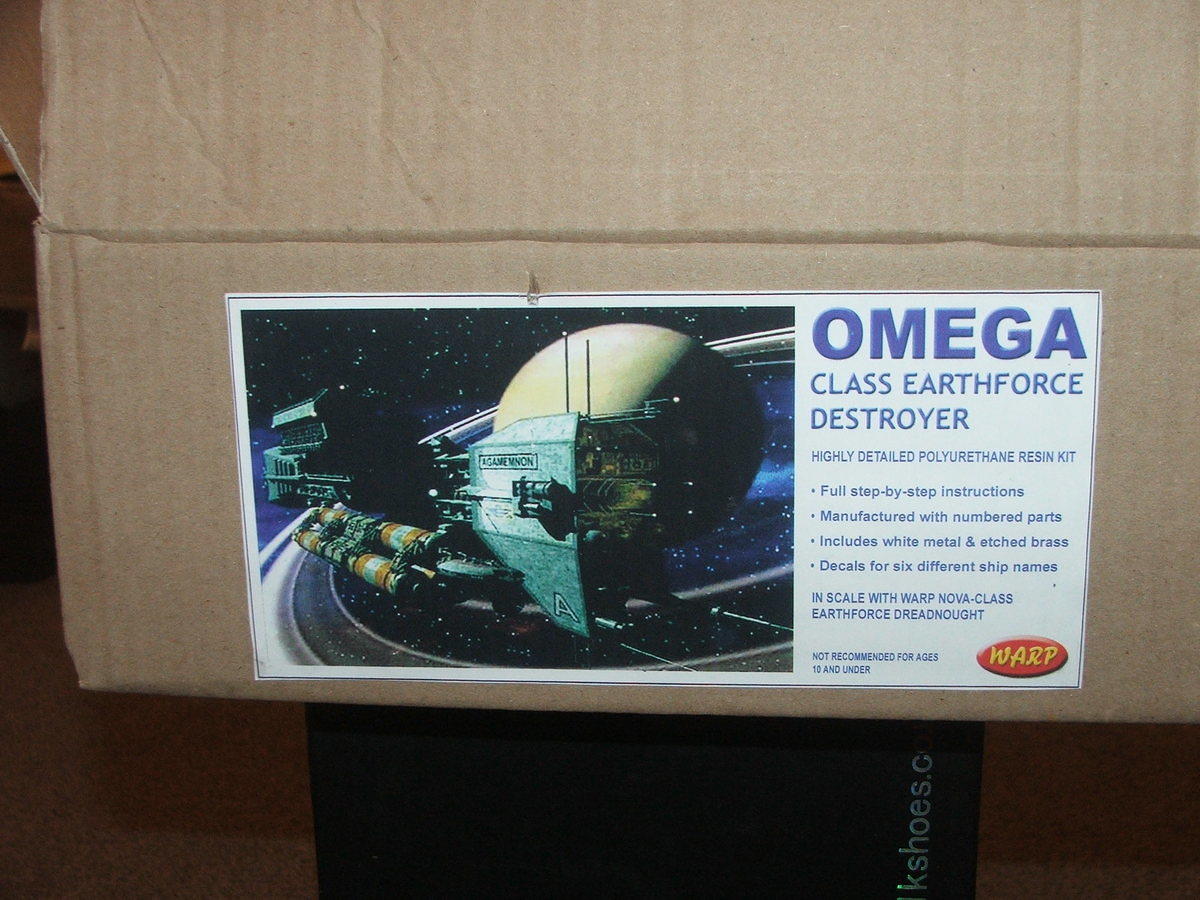 OMEGA
CLASS EARTHFORCE
DESTROYER
HIGHLY DETAILED POLYURETHANE RESIN KIT
• Full step-by-step instructions
• Manufactured with numbered parts
• Includes white metal & etched brass
• Decals for six different ship names
IN SCALE WITH WARP NOVA-CLASS
EARTHFORCE DREADNOUGHT
NOT RECOMMENDED FOR AGES
10 AND UNDER
WARP
AGAMEMNON
A
lkshoes.co